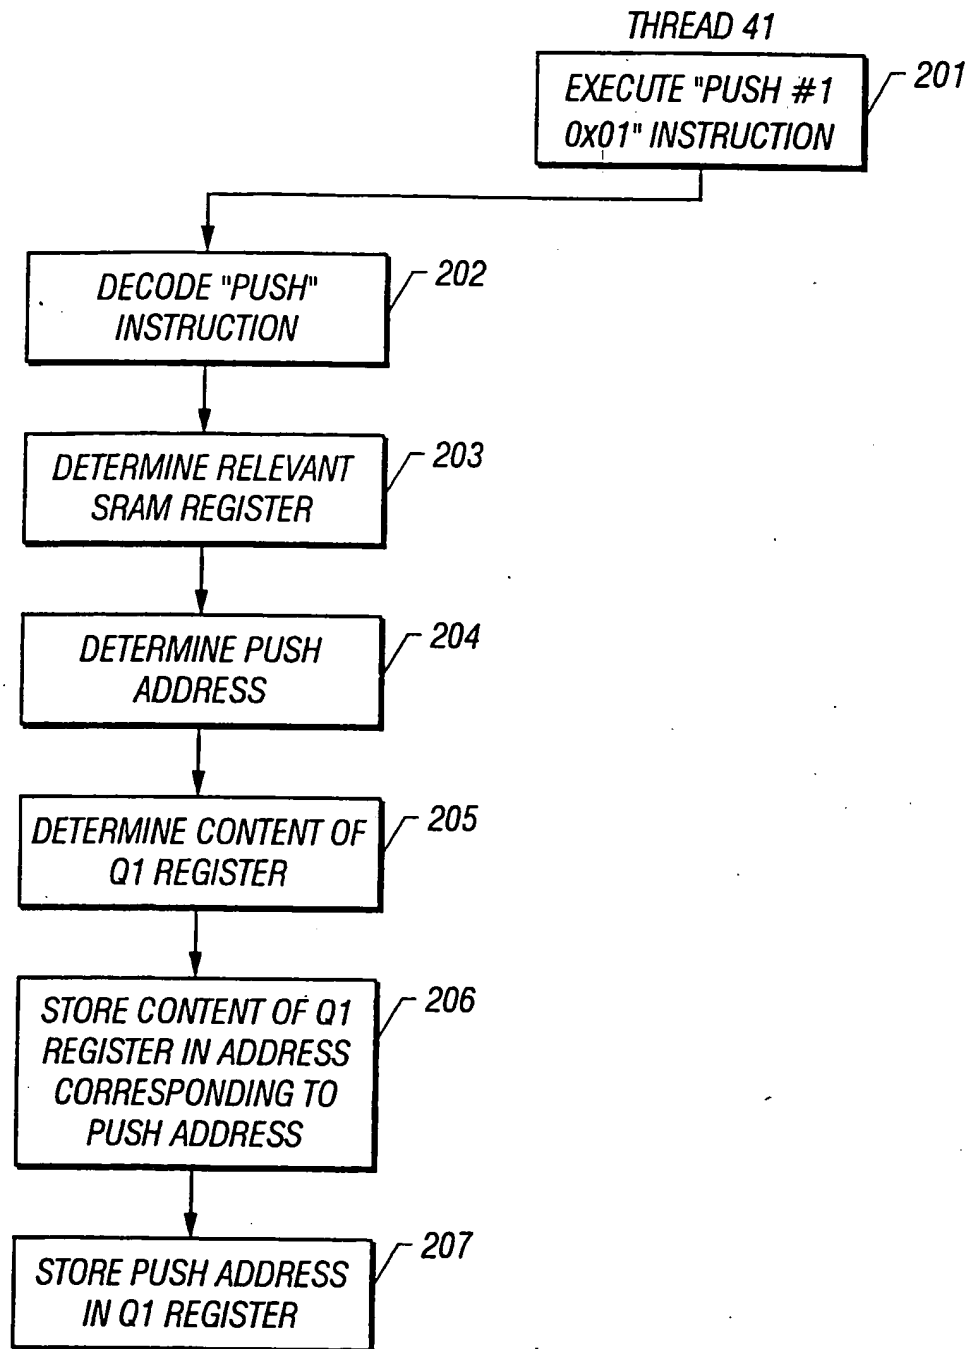 THREAD 41
EXECUTE "PUSH #1
0x01" INSTRUCTION
201
DECODE "PUSH"
INSTRUCTION
202
DETERMINE RELEVANT
SRAM REGISTER
203
DETERMINE PUSH
ADDRESS
204
DETERMINE CONTENT OF
Q1 REGISTER
205
STORE CONTENT OF Q1
REGISTER IN ADDRESS
CORRESPONDING TO
PUSH ADDRESS
206
STORE PUSH ADDRESS
IN Q1 REGISTER
207